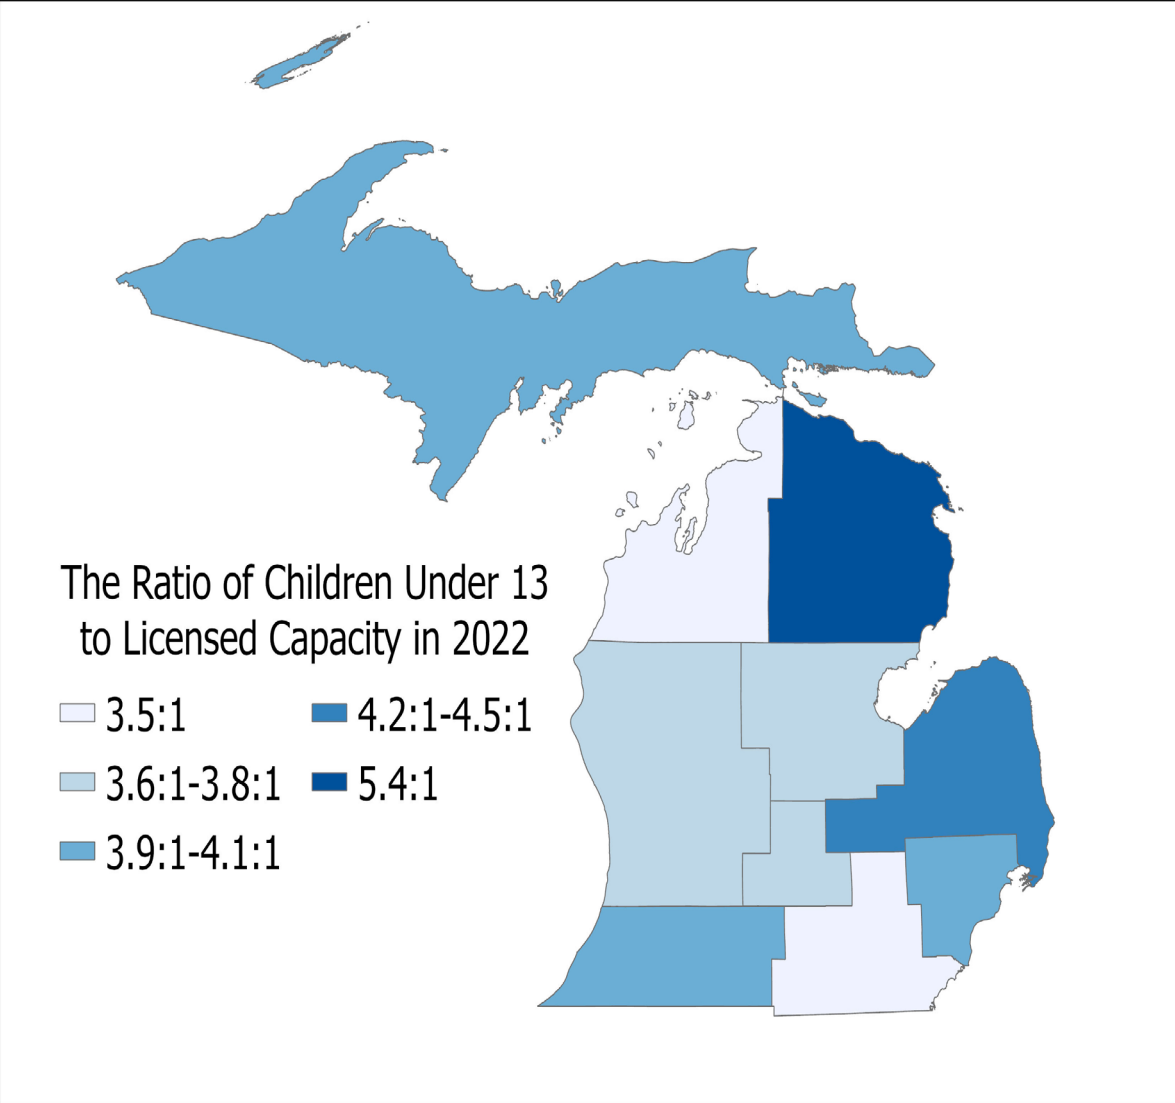 The Ratio of Children Under 13
to Licensed Capacity in 2022
3.5:1
4.2:1-4.5:1
3.6:1-3.8:1
5.4:1
3.9:1-4.1:1